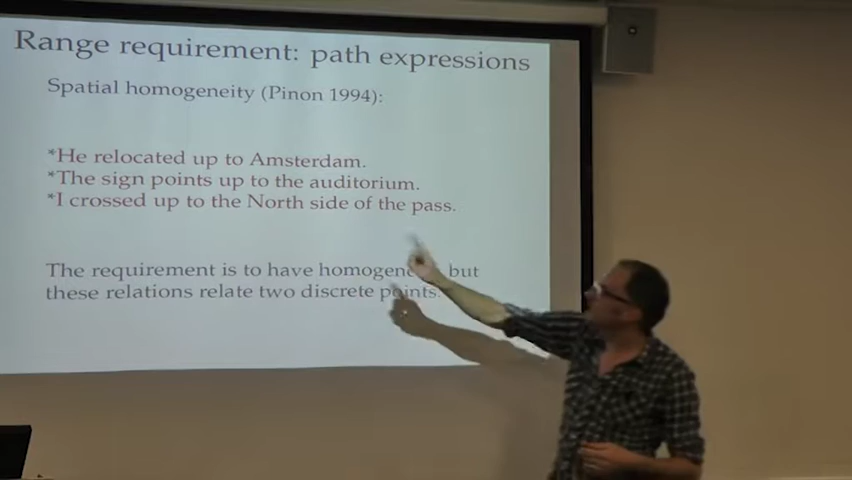 Range requirement: path expressions
Spatial homogeneity (Pinon 1994):
*He relocated up to Amsterdam.
*The sign points up to the auditorium.
*I crossed up to the North side of the pass.
The requirement is to have homogene but
these relations relate two discrete points.